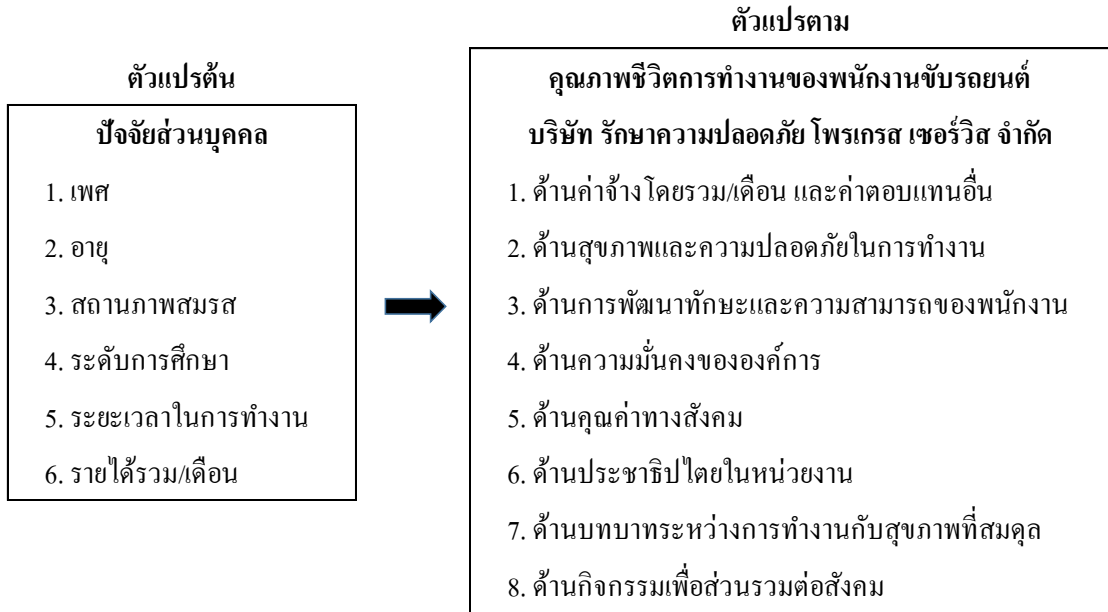 ตัวแปรต้น
ปัจจัยส่วนบุคคล
1. เพศ
2. อายุ
3. สถานภาพสมรส
4. ระดับการศึกษา
5. ระยะเวลาในการทำงาน
6. รายได้รวม/เดือน
ตัวแปรตาม
คุณภาพชีวิตการทำงานของพนักงานขับรถยนต์
บริษัท รักษาความปลอดภัย โพรเกรส เซอร์วิส จำกัด
1. ด้านค่าจ้างโดยรวม/เดือน และค่าตอบแทนอื่น
2. ด้านสุขภาพและความปลอดภัยในการทำงาน
3. ด้านการพัฒนาทักษะและความสามารถของพนักงาน
4. ด้านความมั่นคงขององค์การ
5. ด้านคุณค่าทางสังคม
6. ด้านประชาธิปไตยในหน่วยงาน
7. ด้านบทบาทระหว่างการทำงานกับสุขภาพที่สมดุล
8. ด้านกิจกรรมเพื่อส่วนรวมต่อสังคม